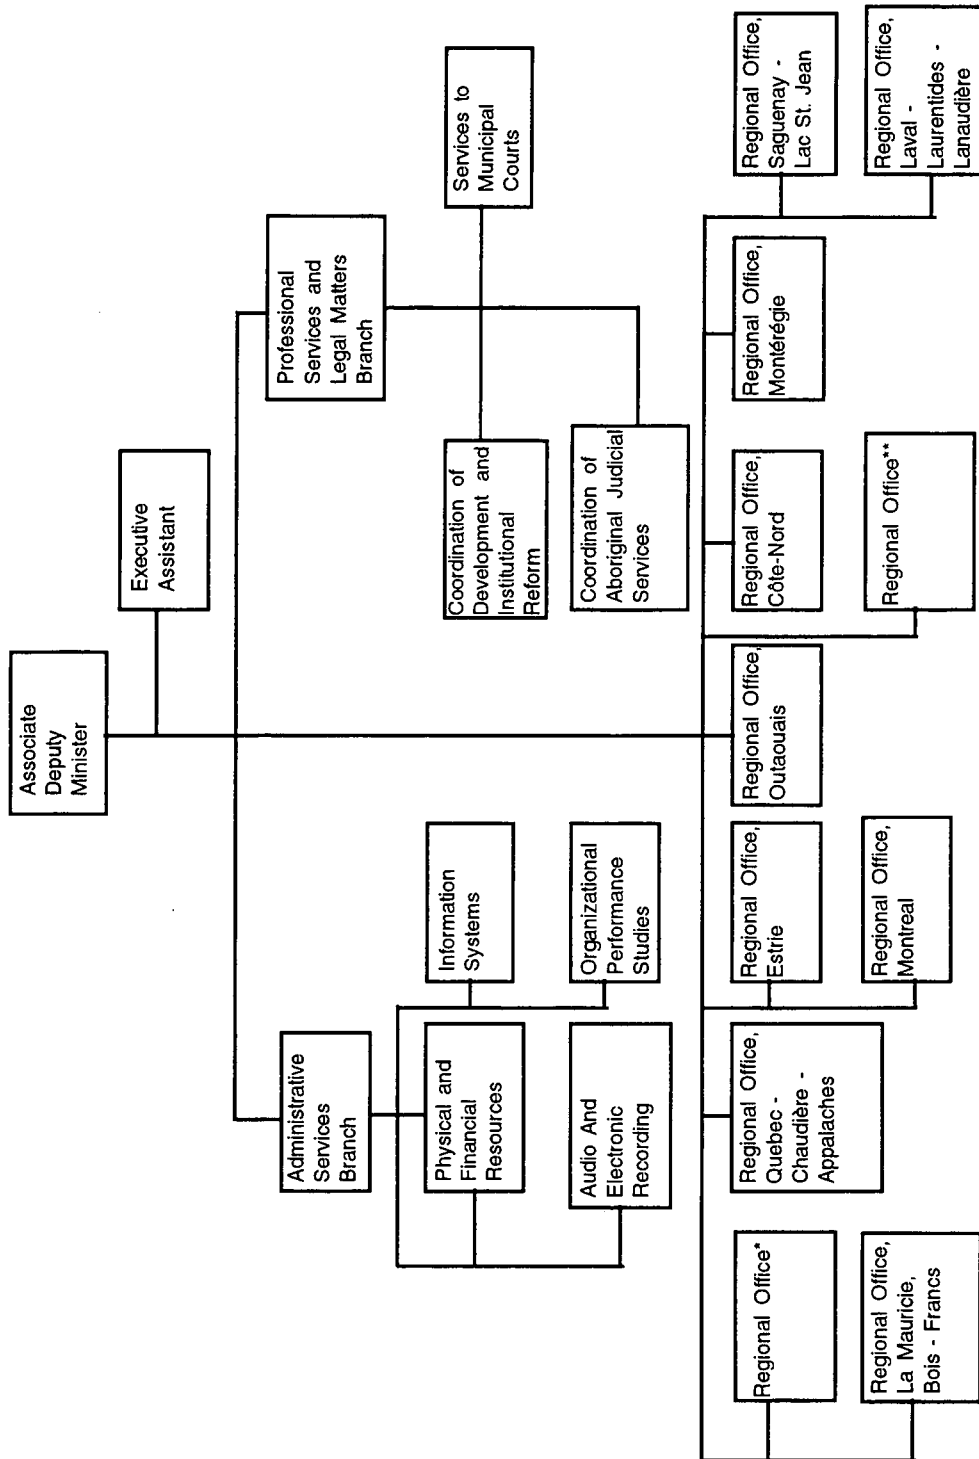 Associate
Deputy
Minister
Executive
Assistant
Administrative
Services
Branch
Professional
Services and
Legal Matters
Branch
Physical and
Financial
Resources
Information
Systems
Audio And
Electronic
Recording
Organizational
Performance
Studies
Coordination of
Development and
Institutional
Reform
Services to
Municipal
Courts
Coordination of
Aboriginal Judicial
Services
Regional Office*
Regional Office,
Quebec -
Chaudière -
Appalaches
Regional Office,
Estrie
Regional Office,
Outaouais
Regional Office,
Côte-Nord
Regional Office,
Montérégie
Regional Office,
Saguenay -
Lac St. Jean
Regional Office,
La Mauricie,
Bois - Francs
Regional Office,
Montreal
Regional Office**
Regional Office,
Laval -
Laurentides -
Lanaudière